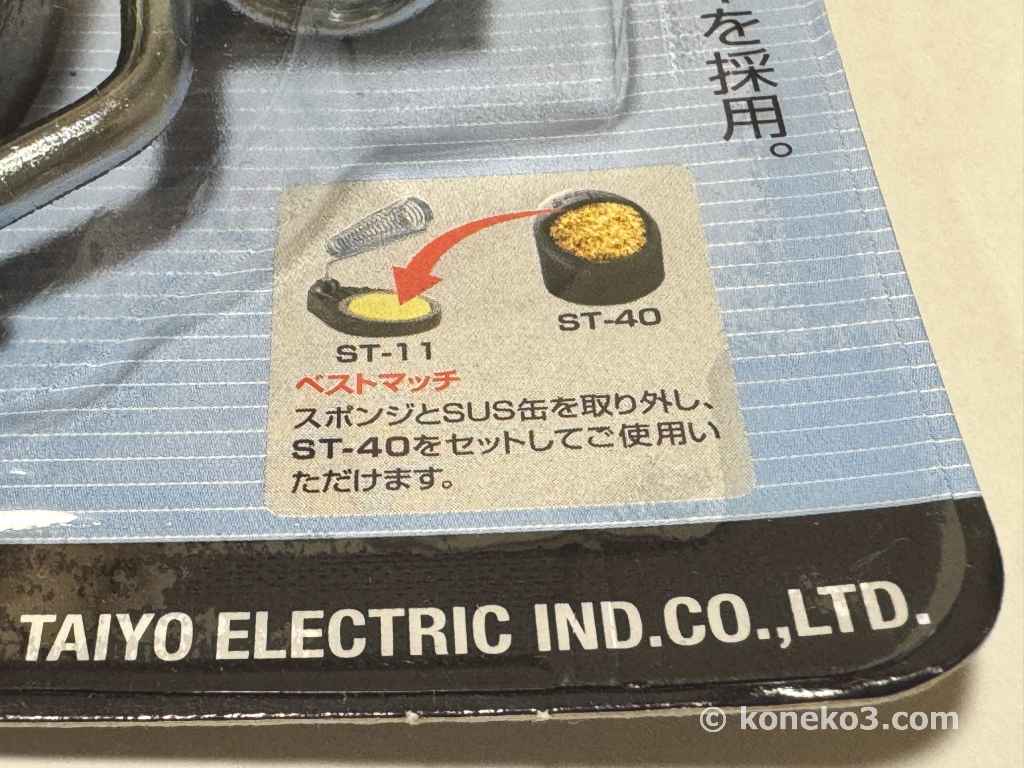 を採用。
ST-40
ST-11
ベストマッチ
スポンジとSUS缶を取り外し、
ST-40をセットしてご使用い
ただけます。
TAIYO ELECTRIC IND.CO.,LTD.
© koneko3.com